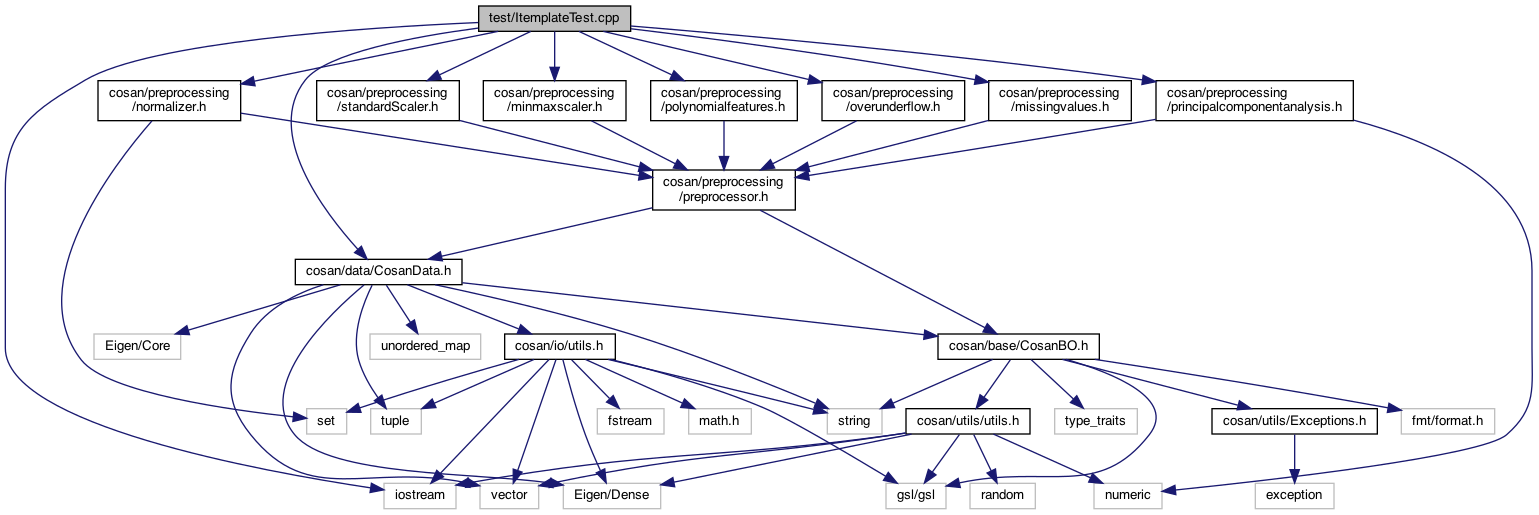 test/ItemplateTest.cpp
cosan/preprocessing
/normalizer.h
cosan/preprocessing
/standardScaler.h
cosan/preprocessing
/minmaxscaler.h
cosan/preprocessing
/polynomialfeatures.h
cosan/preprocessing
/overunderflow.h
cosan/preprocessing
/missingvalues.h
cosan/preprocessing
/principalcomponentanalysis.h
cosan/preprocessing
/preprocessor.h
cosan/data/CosanData.h
Eigen/Core
unordered_map
cosan/io/utils.h
cosan/base/CosanBO.h
set
tuple
fstream
math.h
string
cosan/utils/utils.h
type_traits
cosan/utils/Exceptions.h
fmt/format.h
iostream
vector
Eigen/Dense
gsl/gsl
random
numeric
exception